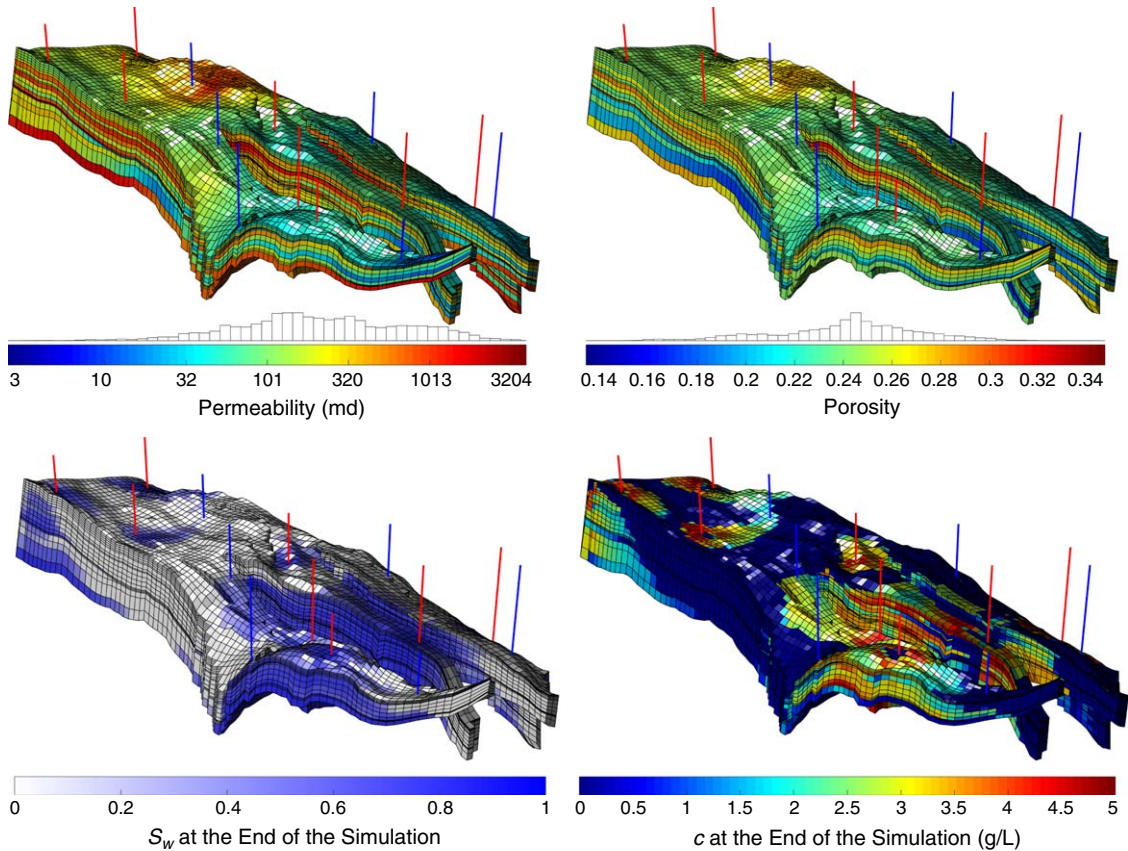 3 10 32 101 320 1013 3204
Permeability (md)
0.14 0.16 0.18 0.2 0.22 0.24 0.26 0.28 0.3 0.32 0.34
Porosity
0 0.2 0.4 0.6 0.8 1
S_w at the End of the Simulation
0 0.5 1 1.5 2 2.5 3 3.5 4 4.5 5
c at the End of the Simulation (g/L)